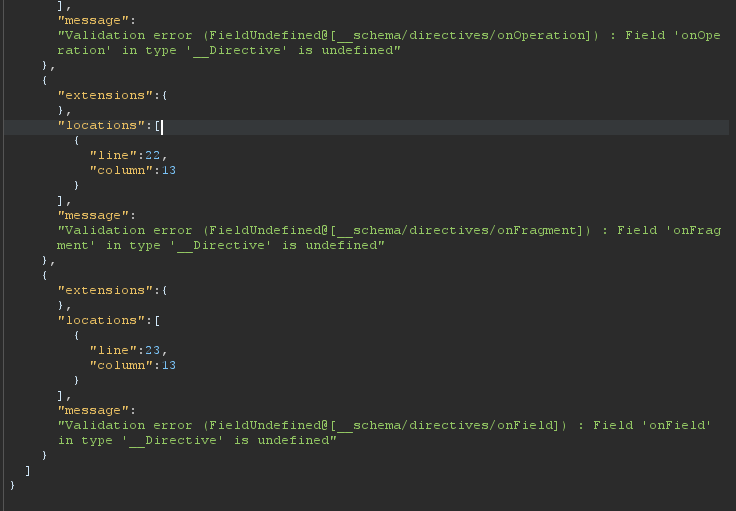 ],
"message":
"Validation error (FieldUndefined@[__schema/directives/onOperation]) : Field 'onOpe
ration' in type '__Directive' is undefined"
},
{
"extensions":{
},
"locations":[
{
"line":22,
"column":13
}
],
"message":
"Validation error (FieldUndefined@[__schema/directives/onFragment]) : Field 'onFrag
ment' in type '__Directive' is undefined"
},
{
"extensions":{
},
"locations":[
{
"line":23,
"column":13
}
],
"message":
"Validation error (FieldUndefined@[__schema/directives/onField]) : Field 'onField'
in type '__Directive' is undefined"
}
]
}